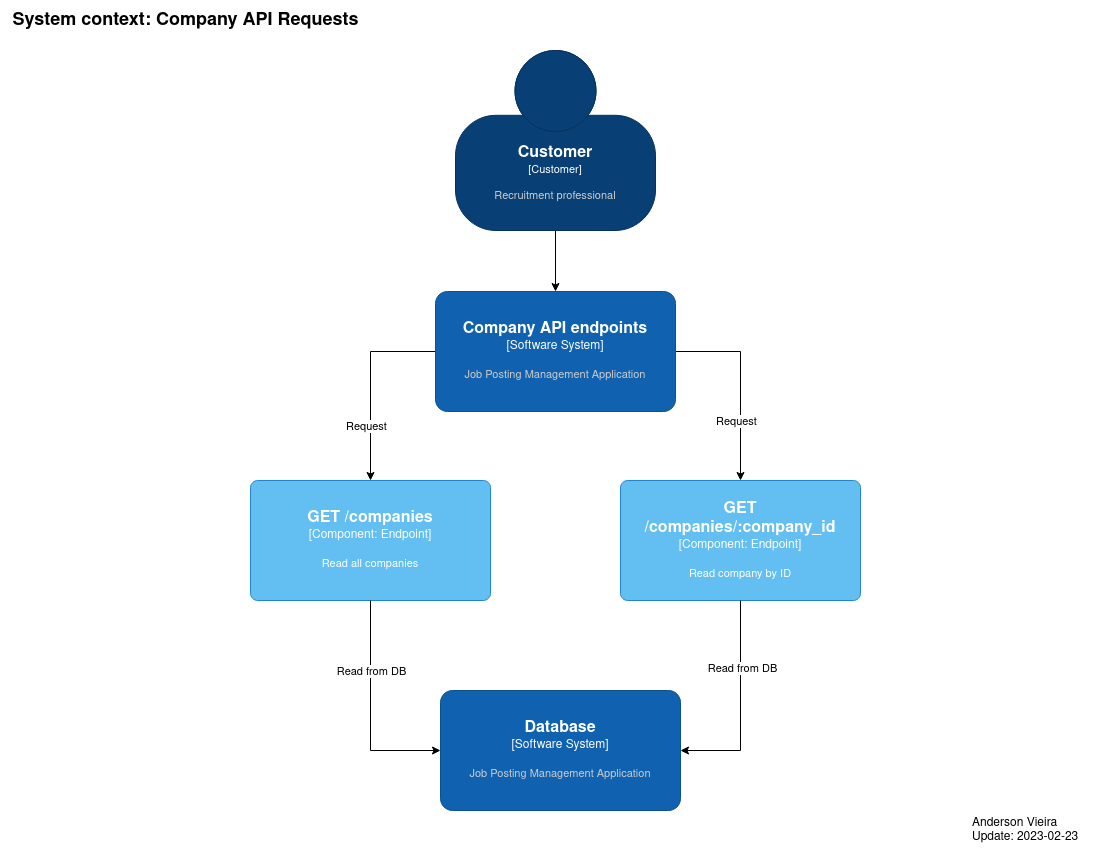 System context: Company API Requests
Customer
[Customer]
Recruitment professional
Company API endpoints
[Software System]
Job Posting Management Application
Request
Request
GET /companies
[Component: Endpoint]
Read all companies
GET
/companies/:company_id
[Component: Endpoint]
Read company by ID
Read from DB
Read from DB
Database
[Software System]
Job Posting Management Application
Anderson Vieira
Update: 2023-02-23